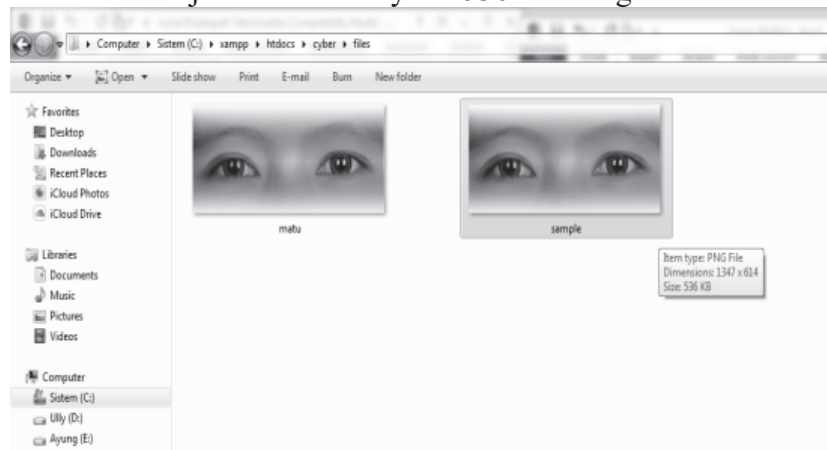 Computer ▸ Sistem (C:) ▸ xampp ▸ htdocs ▸ cyber ▸ files
Organize ▾ Open ▾ Slide show Print E-mail Burn New folder
Favorites
Desktop
Downloads
Recent Places
iCloud Photos
iCloud Drive
Libraries
Documents
Music
Pictures
Videos
Computer
Sistem (C:)
Ully (D:)
Ayung (E:)
matu
sample
Item type: PNG File
Dimensions: 1347 x 614
Size: 536 KB